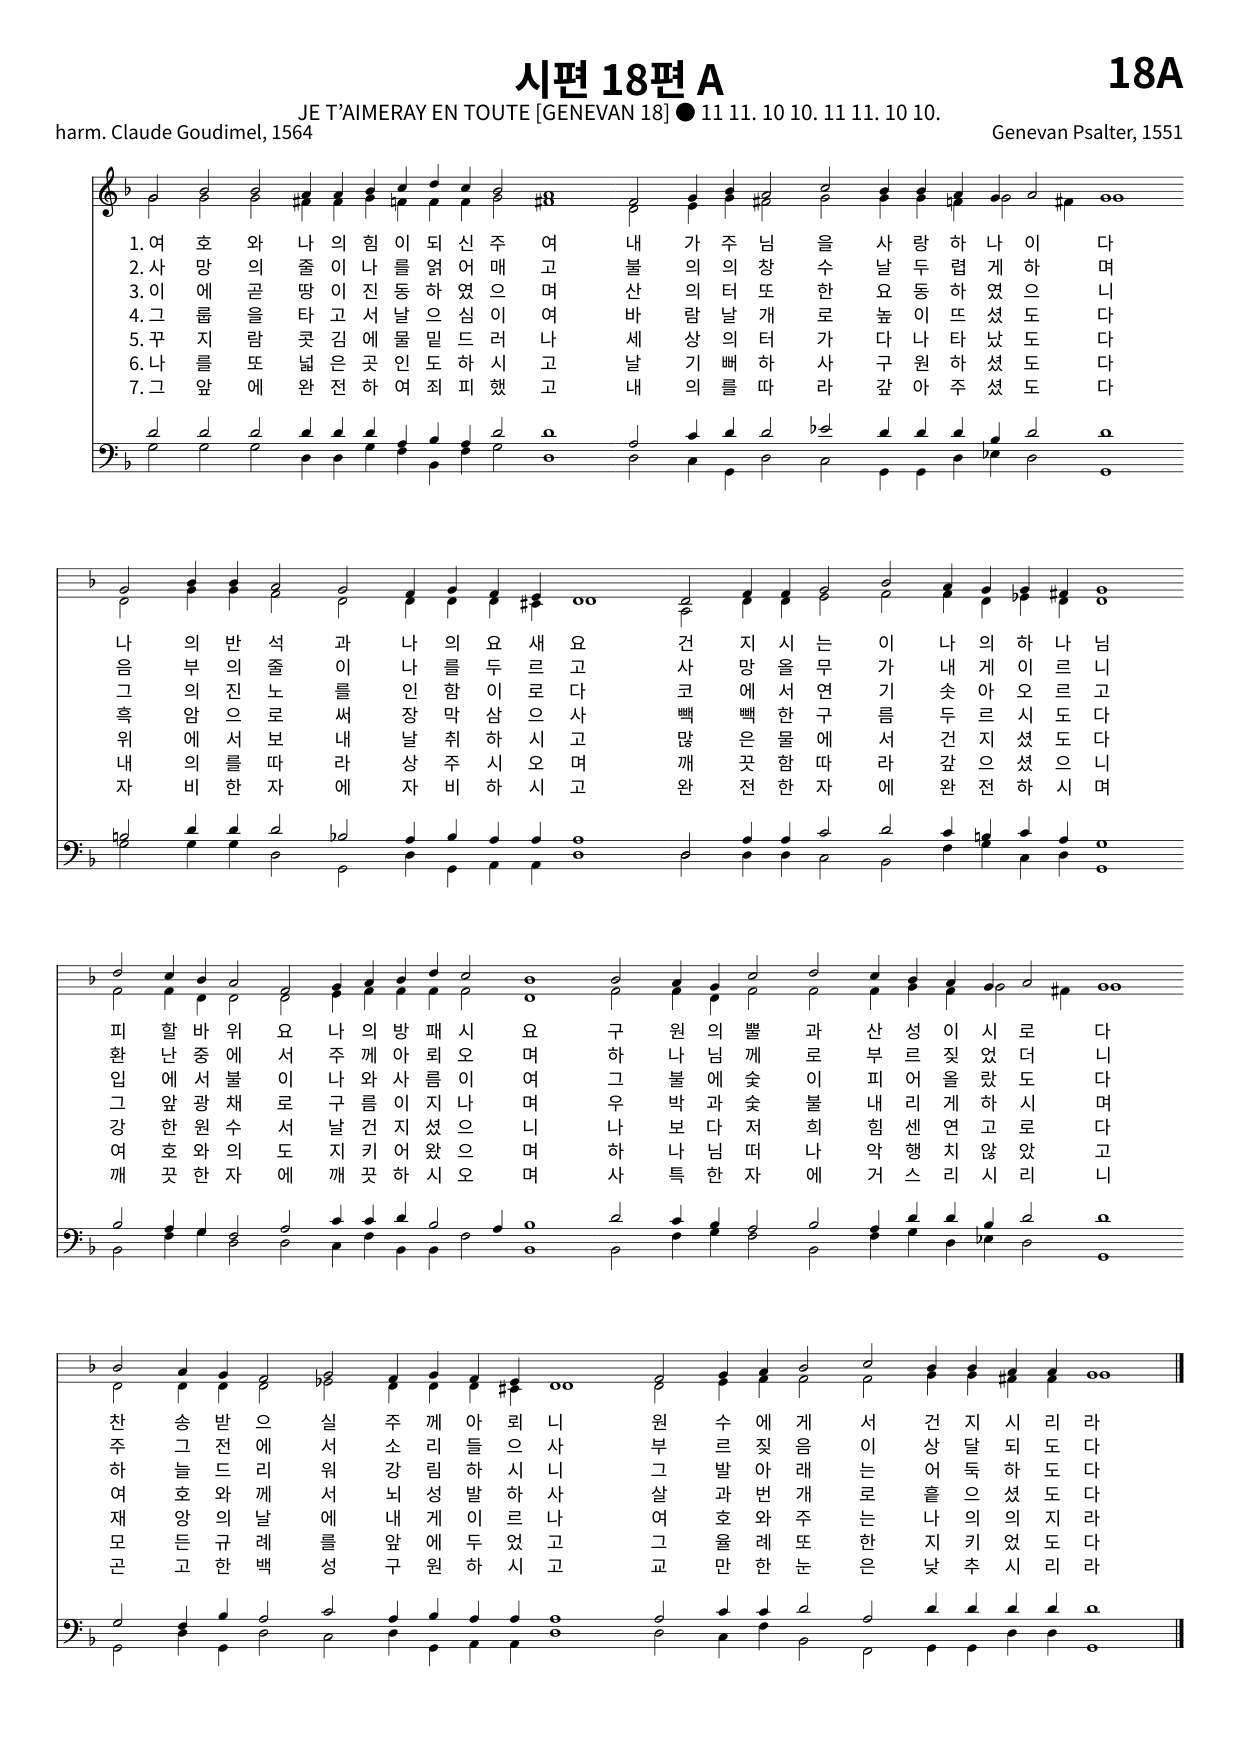 시편 18편 A
18A
JE T’AIMERAY EN TOUTE [GENEVAN 18] ● 11 11. 10 10. 11 11. 10 10.
harm. Claude Goudimel, 1564
Genevan Psalter, 1551
1. 여 호 와 나 의 힘 이 되 신 주 여 내 가 주 님 을 사 랑 하 나 이 다
2. 사 망 의 줄 이 나 를 얽 어 매 고 불 의 의 창 수 날 두 렵 게 하 며
3. 이 에 곧 땅 이 진 동 하 였 으 며 산 의 터 또 한 요 동 하 였 으 니
4. 그 룹 을 타 고 서 날 으 심 이 여 바 람 날 개 로 높 이 뜨 셨 도 다
5. 꾸 지 람 콧 김 에 물 밑 드 러 나 세 상 의 터 가 다 나 타 났 도 다
6. 나 를 또 넓 은 곳 인 도 하 시 고 날 기 뻐 하 사 구 원 하 셨 도 다
7. 그 앞 에 완 전 하 여 죄 피 했 고 내 의 를 따 라 갚 아 주 셨 도 다
나 의 반 석 과 나 의 요 새 요 건 지 시 는 이 나 의 하 나 님
음 부 의 줄 이 나 를 두 르 고 사 망 올 무 가 내 게 이 르 니
그 의 진 노 를 인 함 이 로 다 코 에 서 연 기 솟 아 오 르 고
흑 암 으 로 써 장 막 삼 으 사 빽 빽 한 구 름 두 르 시 도 다
위 에 서 보 내 날 취 하 시 고 많 은 물 에 서 건 지 셨 도 다
내 의 를 따 라 상 주 시 오 며 깨 끗 함 따 라 갚 으 셨 으 니
자 비 한 자 에 자 비 하 시 고 완 전 한 자 에 완 전 하 시 며
피 할 바 위 요 나 의 방 패 시 요 구 원 의 뿔 과 산 성 이 시 로 다
환 난 중 에 서 주 께 아 뢰 오 며 하 나 님 께 로 부 르 짖 었 더 니
입 에 서 불 이 나 와 사 름 이 여 그 불 에 숯 이 피 어 올 랐 도 다
그 앞 광 채 로 구 름 이 지 나 며 우 박 과 숯 불 내 리 게 하 시 며
강 한 원 수 서 날 건 지 셨 으 니 나 보 다 저 희 힘 센 연 고 로 다
여 호 와 의 도 지 키 어 왔 으 며 하 나 님 떠 나 악 행 치 않 았 고
깨 끗 한 자 에 깨 끗 하 시 오 며 사 특 한 자 에 거 스 리 시 리 니
찬 송 받 으 실 주 께 아 뢰 니 원 수 에 게 서 건 지 시 리 라
주 그 전 에 서 소 리 들 으 사 부 르 짖 음 이 상 달 되 도 다
하 늘 드 리 워 강 림 하 시 니 그 발 아 래 는 어 둑 하 도 다
여 호 와 께 서 뇌 성 발 하 사 살 과 번 개 로 흩 으 셨 도 다
재 앙 의 날 에 내 게 이 르 나 여 호 와 주 는 나 의 의 지 라
모 든 규 례 를 앞 에 두 었 고 그 율 례 또 한 지 키 었 도 다
곤 고 한 백 성 구 원 하 시 고 교 만 한 눈 은 낮 추 시 리 라